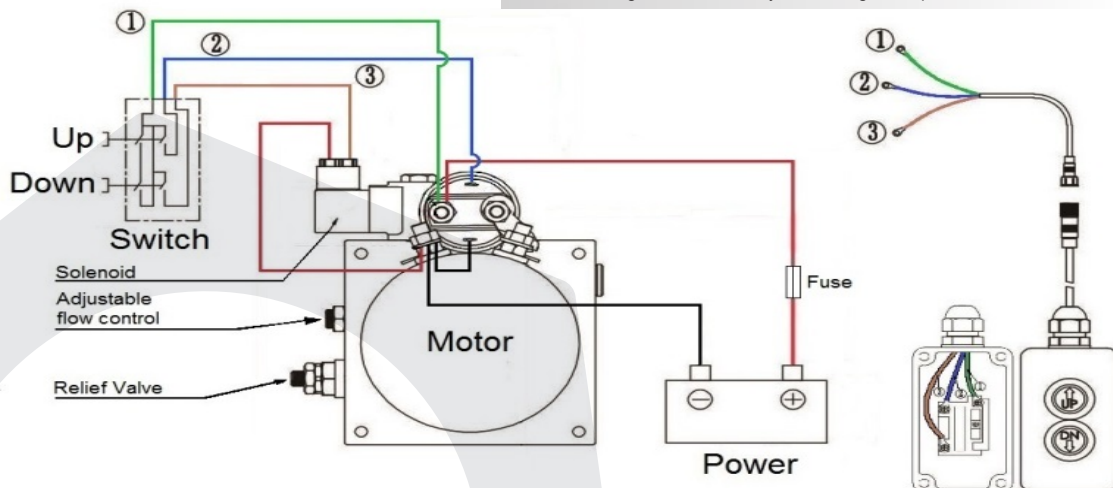 ①
②
③
Up
Down
Switch
Solenoid
Adjustable
flow control
Relief Valve
Motor
Fuse
Power
①
②
③
UP
DN